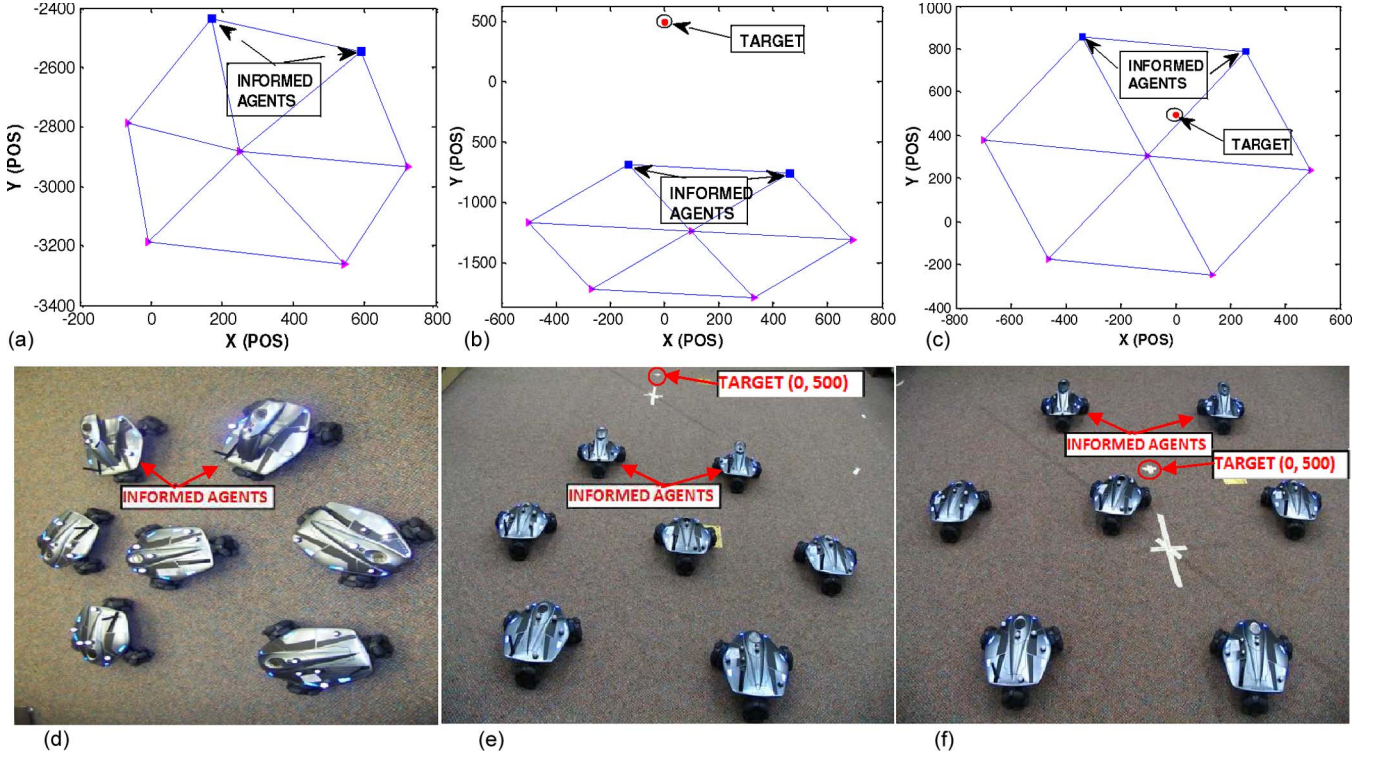 -2400
-2600
-2800
-3000
-3200
-3400
Y (POS)
INFORMED
AGENTS
-200 0 200 400 600 800
X (POS)
(a)
500
0
500
-1000
-1500
Y (POS)
TARGET
INFORMED
AGENTS
-600 -400 -200 0 200 400 600 800
X (POS)
(b)
1000
800
600
400
200
0
-200
400
Y (POS)
INFORMED
AGENTS
TARGET
-800 -600 -400 -200 0 200 400 600
X (POS)
(c)
INFORMED AGENTS
(d)
TARGET (0, 500)
INFORMED AGENTS
(e)
INFORMED AGENTS
TARGET (0, 500)
(f)